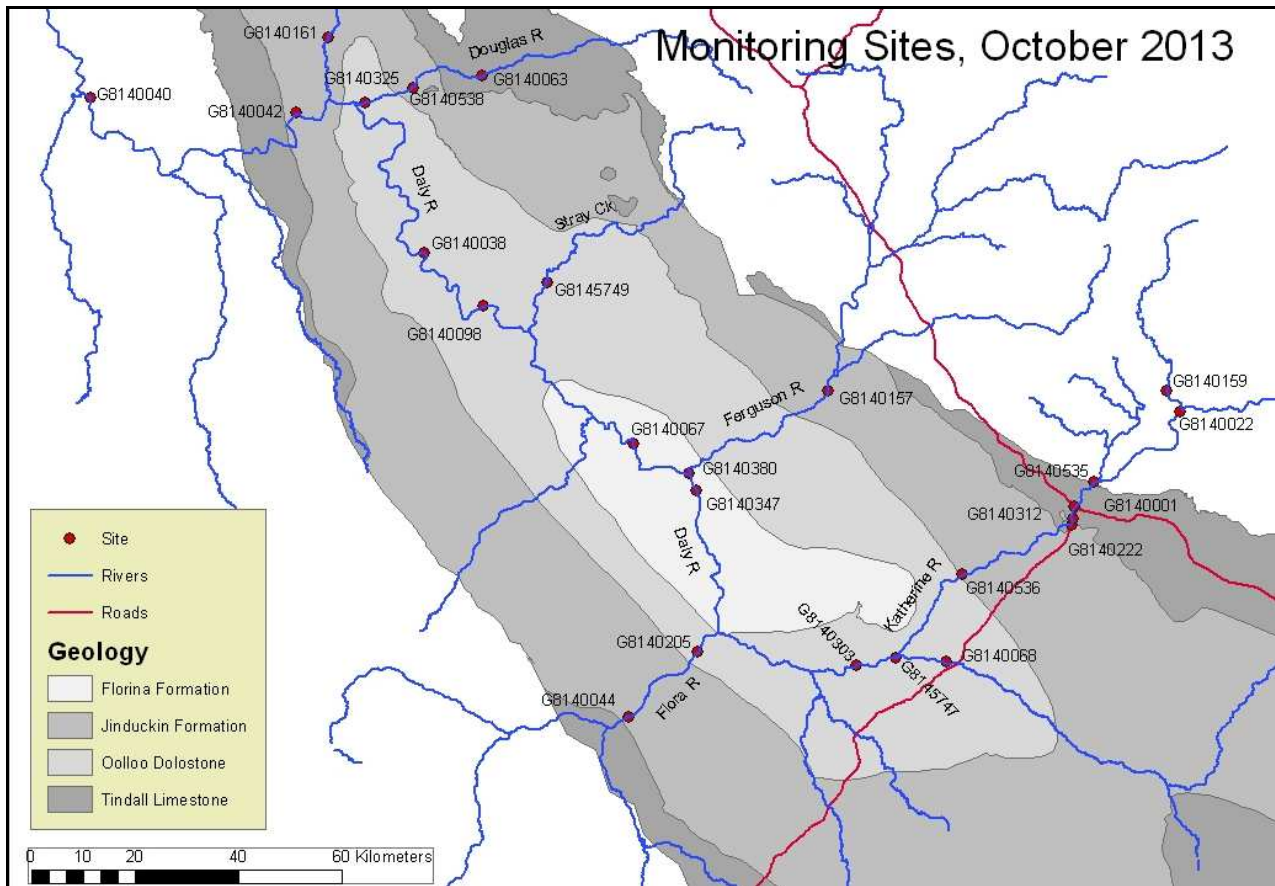 Monitoring Sites, October 2013
G8140161
Douglas R
G8140325
G8140063
G8140040
G8140538
G8140042
Daly R
Stray Ck
G8140038
G8145749
G8140098
Ferguson R
G8140157
G8140159
G8140022
G8140067
G8140380
G8140535
G8140347
G8140312
G8140001
G8140222
Daly R
Katherine R
G8140536
G8140205
G8140303
G8140068
G8145747
G8140044
Flora R
Site
Rivers
Roads
Geology
Florina Formation
Jinduckin Formation
Oolloo Dolostone
Tindall Limestone
0 10 20 40 60 Kilometers